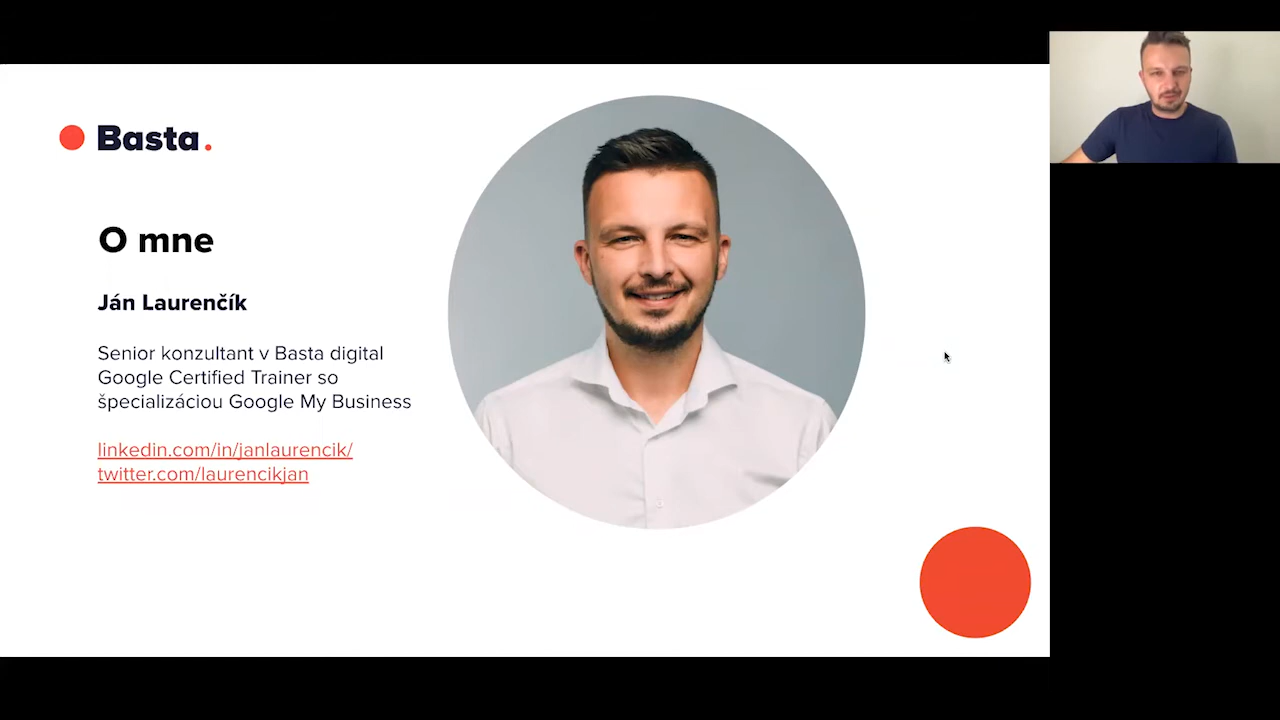 Basta.
O mne
Ján Laurenčík
Senior konzultant v Basta digital
Google Certified Trainer so
špecializáciou Google My Business
linkedin.com/in/janlaurencik/
twitter.com/laurencikjan